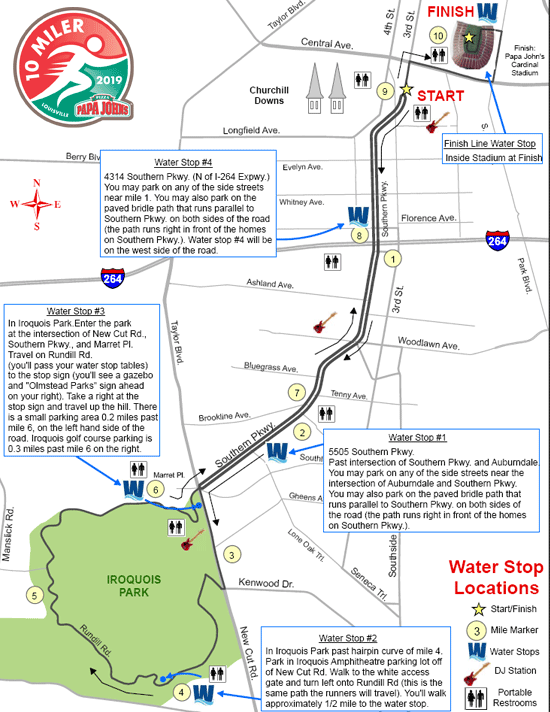 10 MILER
2019
LOUISVILLE
PIZZA
PAPA JOHNS
Taylor Blvd.
4th St.
3rd St.
FINISH
10
Central Ave.
Finish:
Papa John's
Cardinal
Stadium
Churchill
Downs
9
START
Longfield Ave.
Finish Line Water Stop
Inside Stadium at Finish
Berry Blvd.
Water Stop #4
4314 Southern Pkwy. (N of I-264 Expwy.)
You may park on any of the side streets
near mile 1. You may also park on the
paved bridle path that runs parallel to
Southern Pkwy. on both sides of the road
(the path runs right in front of the homes
on Southern Pkwy.). Water stop #4 will be
on the west side of the road.
Evelyn Ave.
Whitney Ave.
Southern Pkwy.
Florence Ave.
8
N
W E
S
264
264
1
Park Blvd.
Ashland Ave.
3rd St.
Water Stop #3
In Iroquois Park.Enter the park
at the intersection of New Cut Rd.,
Southern Pkwy., and Marret Pl.
Travel on Rundill Rd.
(you'll pass your water stop tables)
to the stop sign (you'll see a gazebo
and "Olmstead Parks" sign ahead
on your right). Take a right at the
stop sign and travel up the hill. There
is a small parking area 0.2 miles past
mile 6, on the left hand side of the
road. Iroquois golf course parking is
0.3 miles past mile 6 on the right.
Taylor Blvd.
Woodlawn Ave.
Bluegrass Ave.
7
Tenny Ave.
Brookline Ave.
2
Southern Pkwy.
Water Stop #1
5505 Southern Pkwy.
Past intersection of Southern Pkwy. and Auburndale.
You may park on any of the side streets near the
intersection of Auburndale and Southern Pkwy.
You may also park on the paved bridle path that
runs parallel to Southern Pkwy. on both sides of
the road (the path runs right in front of the homes
on Southern Pkwy.).
Marret Pl.
6
Gheens
Manslick Rd.
3
Lone Oak Trl.
Southside
IROQUOIS
PARK
Kenwood Dr.
Seneca Trl.
5
Rundill Rd.
New Cut Rd.
4
Water Stop #2
In Iroquois Park past hairpin curve of mile 4.
Park in Iroquois Amphitheatre parking lot off
of New Cut Rd. Walk to the white access
gate and turn left onto Rundill Rd (this is the
same path the runners will travel). You'll walk
approximately 1/2 mile to the water stop.
Water Stop
Locations
Start/Finish
3 Mile Marker
Water Stops
DJ Station
Portable
Restrooms